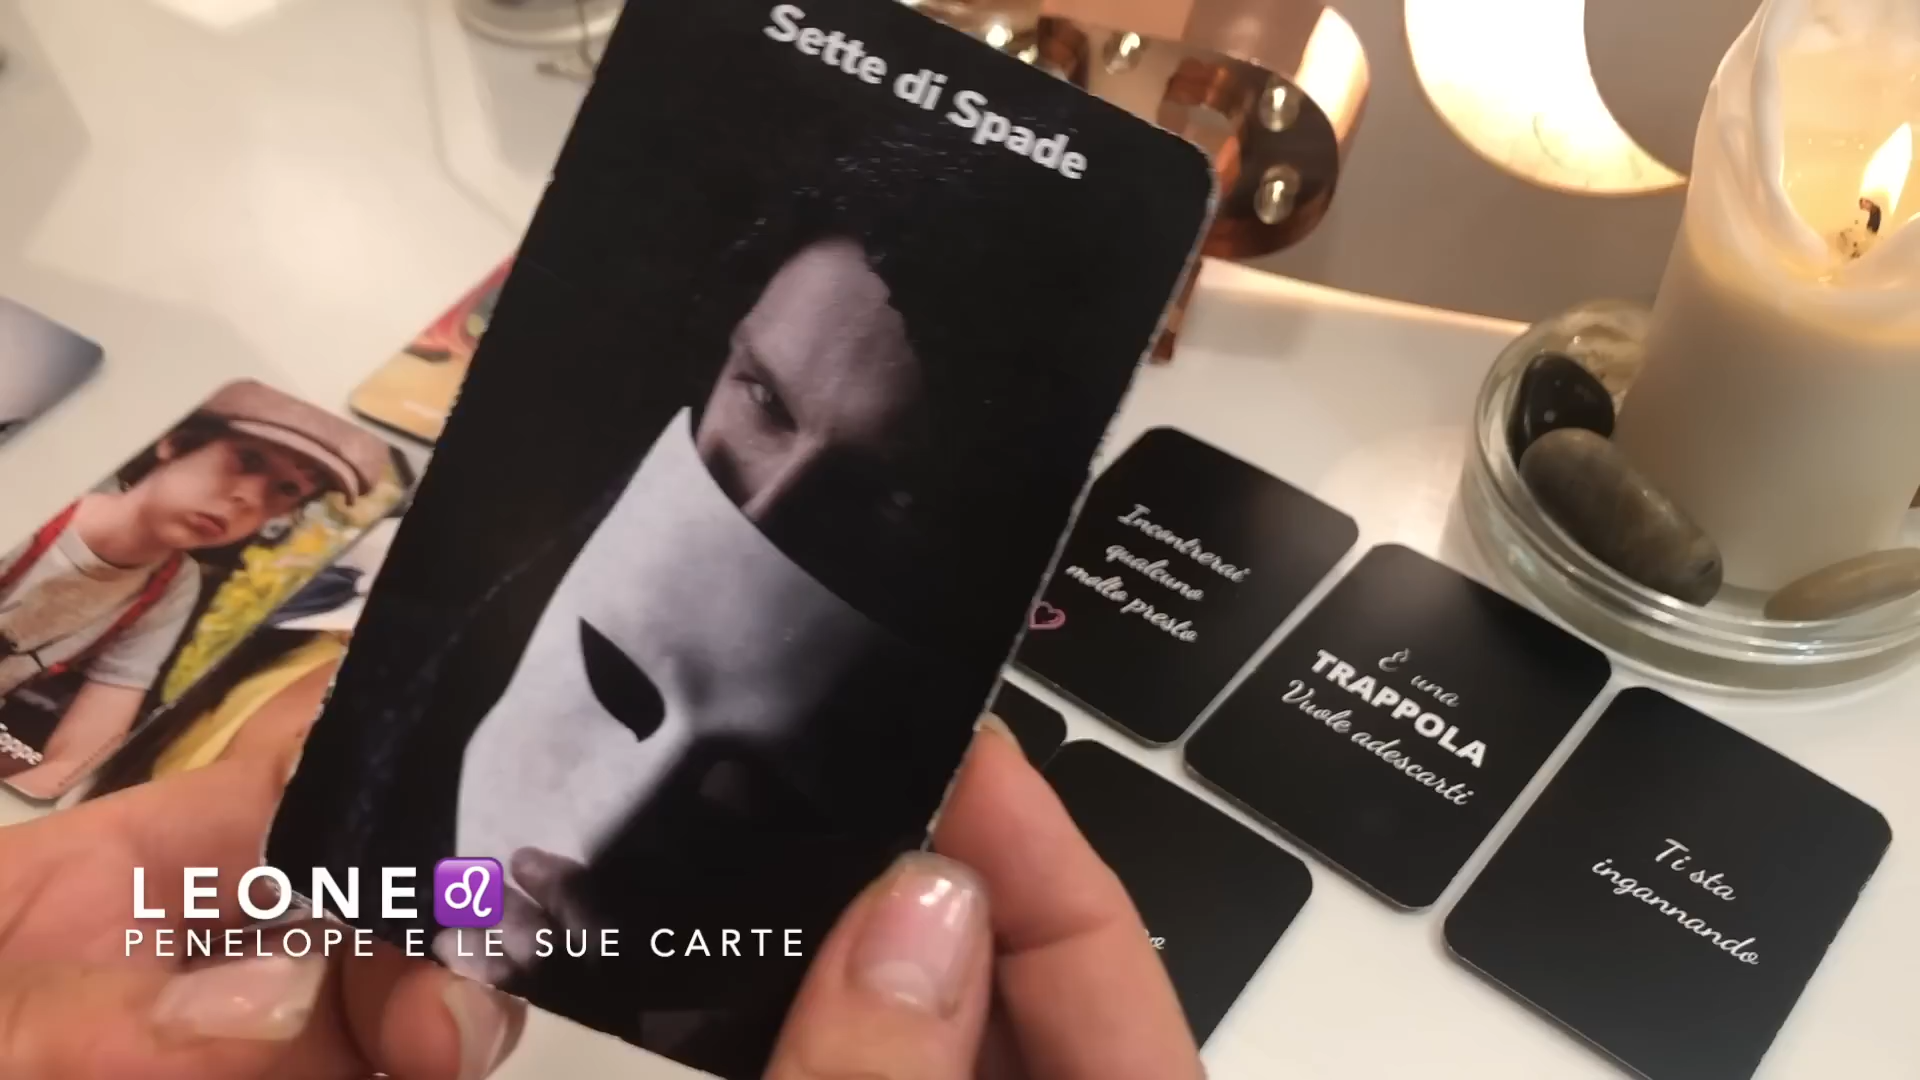 Sette di Spade
Incontrerai
qualcuno
molto presto
È una
TRAPPOLA
Vuole adescarti
Ti sta
ingannando
LEONE♌
PENELOPE E LE SUE CARTE